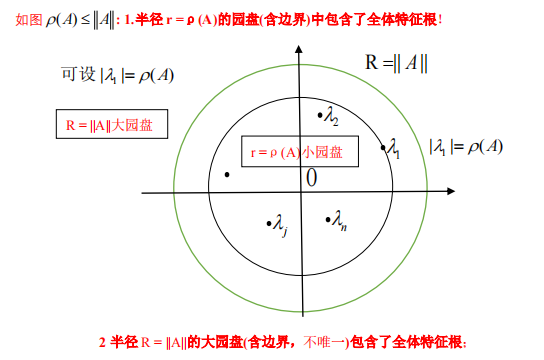 如图 ρ(A) ≤ ‖A‖: 1.半径 r = ρ (A)的园盘(含边界)中包含了全体特征根!
R =‖ A‖
可设 |λ₁|= ρ(A)
λ₂
R = ‖A‖大园盘
r = ρ (A)小园盘
λ₁
|λ₁|= ρ(A)
0
λⱼ
λₙ
2 半径 R = ‖A‖的大园盘(含边界，不唯一)包含了全体特征根;